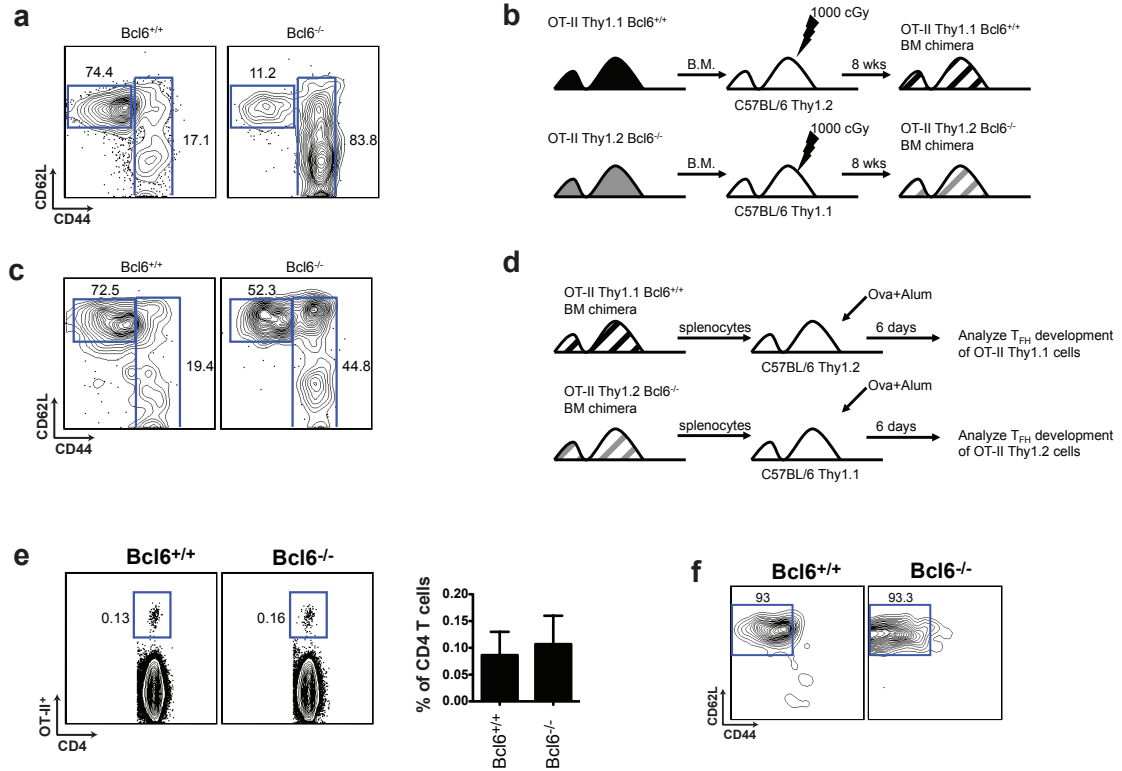 a
Bcl6+/+
Bcl6-/-
74.4
11.2
17.1
83.8
CD62L
CD44
b
OT-II Thy1.1 Bcl6+/+
1000 cGy
OT-II Thy1.1 Bcl6+/+
BM chimera
B.M.
8 wks
C57BL/6 Thy1.2
OT-II Thy1.2 Bcl6-/-
1000 cGy
OT-II Thy1.2 Bcl6-/-
BM chimera
B.M.
8 wks
C57BL/6 Thy1.1
c
Bcl6+/+
Bcl6-/-
72.5
52.3
19.4
44.8
CD62L
CD44
d
OT-II Thy1.1 Bcl6+/+
BM chimera
Ova+Alum
splenocytes
6 days
Analyze TFH development
of OT-II Thy1.1 cells
C57BL/6 Thy1.2
OT-II Thy1.2 Bcl6-/-
BM chimera
Ova+Alum
splenocytes
6 days
Analyze TFH development
of OT-II Thy1.2 cells
C57BL/6 Thy1.1
e
Bcl6+/+
Bcl6-/-
0.13
0.16
OT-II+
CD4
% of CD4 T cells
0.20
0.15
0.10
0.05
0.00
Bcl6+/+
Bcl6-/-
f
Bcl6+/+
Bcl6-/-
93
93.3
CD62L
CD44